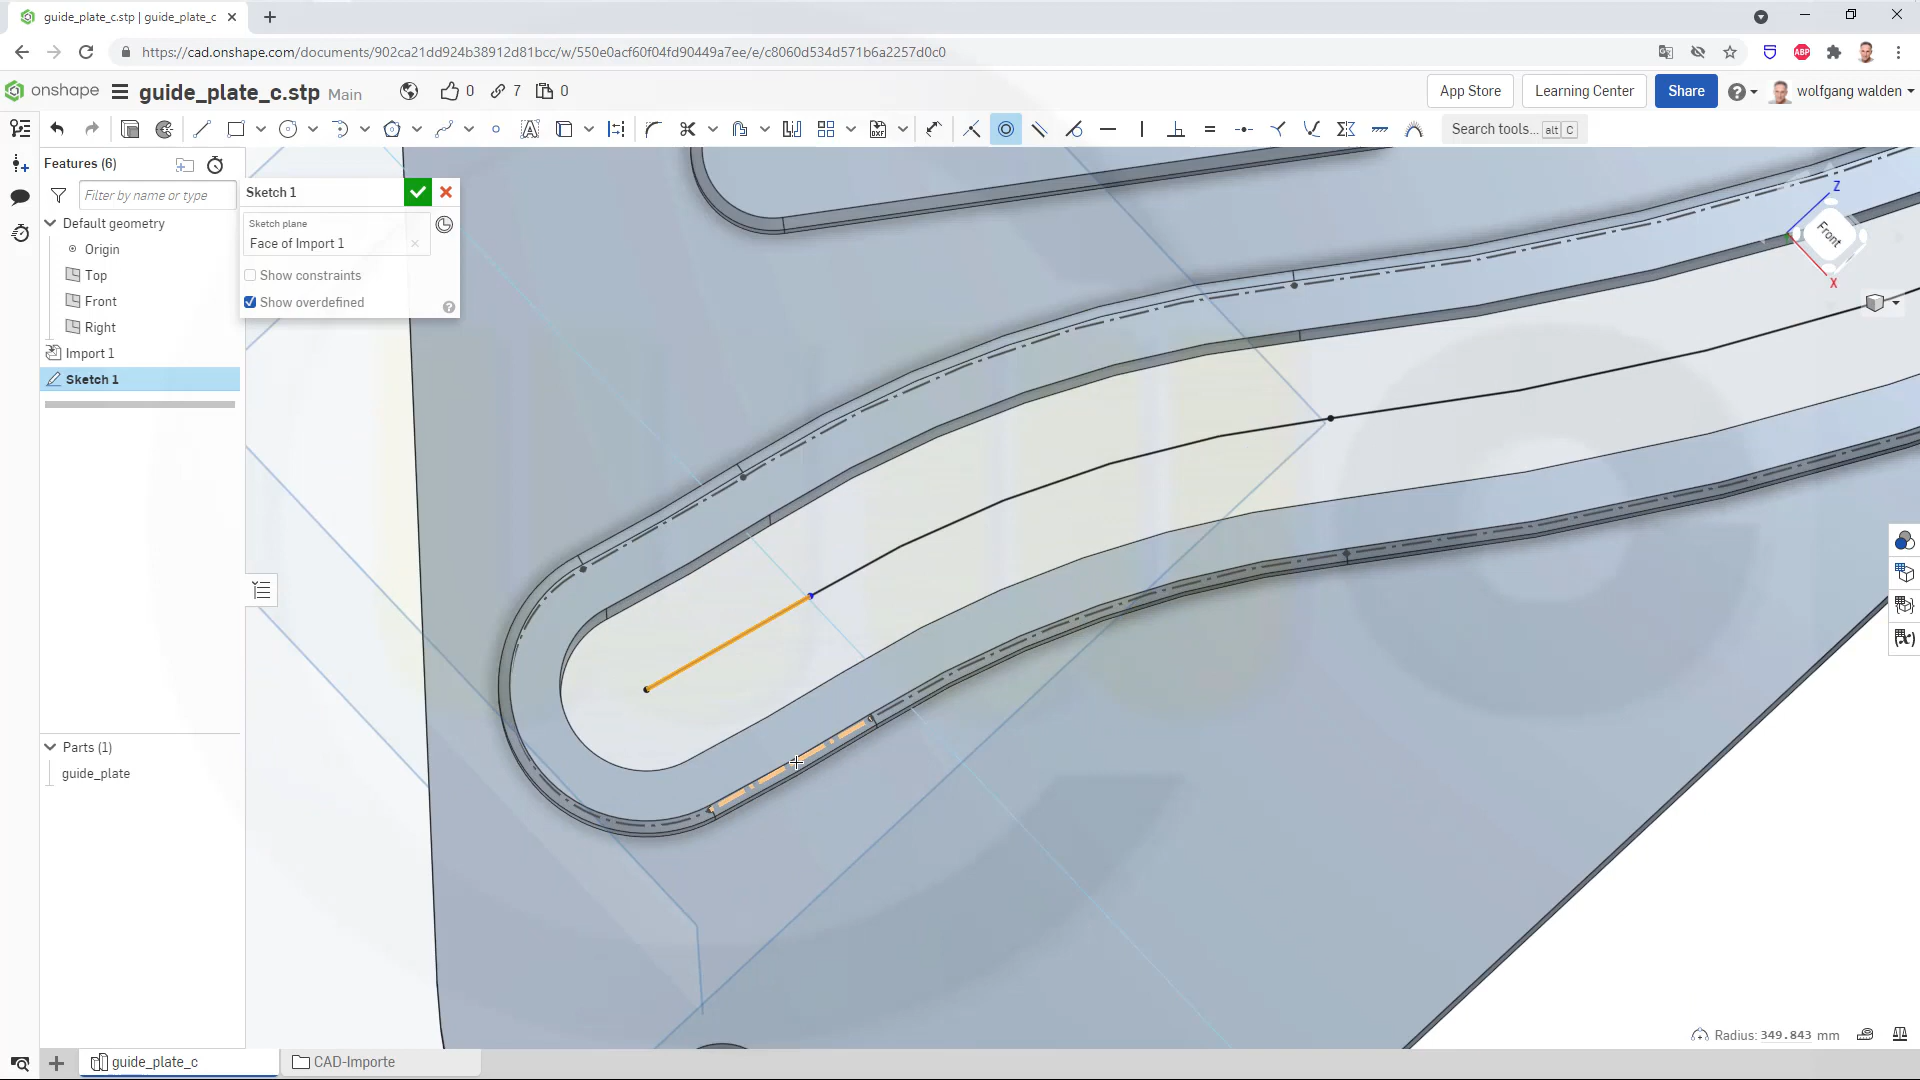 guide_plate_c.stp | guide_plate_c
https://cad.onshape.com/documents/902ca21dd924b38912d81bcc/w/550e0acf60f04fd90449a7ee/e/c8060d534d571b6a2257d0c0
ABP
onshape
guide_plate_c.stp Main
0
7
0
App Store
Learning Center
Share
wolfgang walden
Search tools... alt C
Features (6)
Filter by name or type
Default geometry
Origin
Top
Front
Right
Import 1
Sketch 1
Sketch 1
Sketch plane
Face of Import 1
Show constraints
Show overdefined
Z
Front
X
Parts (1)
guide_plate
Radius: 349.843 mm
guide_plate_c
CAD-Importe